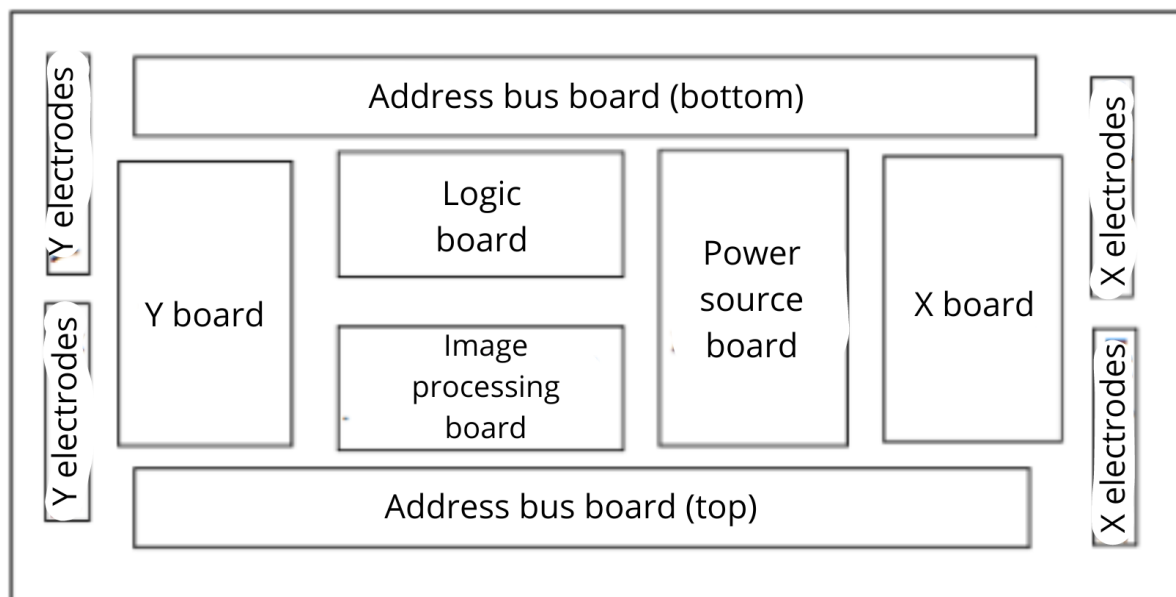 Address bus board (bottom)
Y electrodes
X electrodes
Logic
board
Power
source
board
Y board
X board
Image
processing
board
Y electrodes
X electrodes
Address bus board (top)